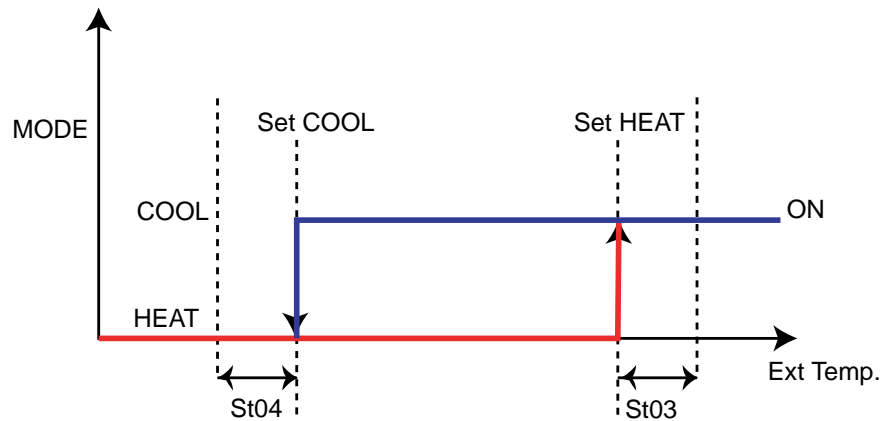 Set COOL
Set HEAT
MODE
COOL
ON
HEAT
Ext Temp.
St04
St03